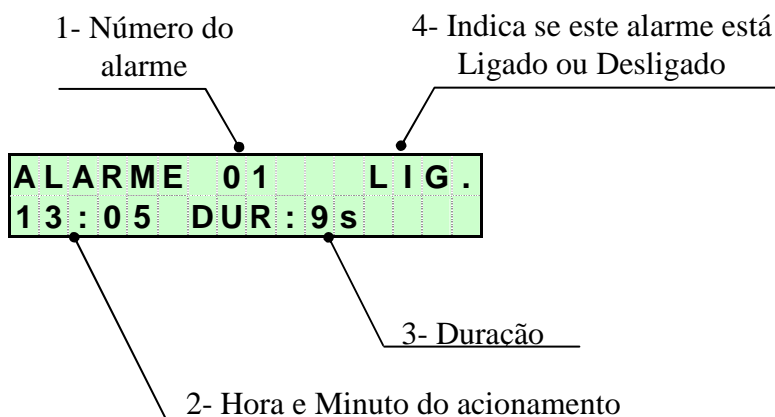 1- Número do
alarme
4- Indica se este alarme está
Ligado ou Desligado
ALARME 01 LIG.
13:05 DUR:9s
3- Duração
2- Hora e Minuto do acionamento